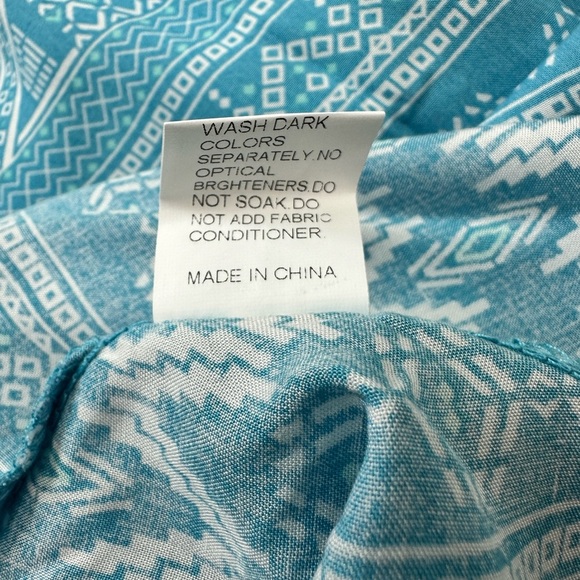 WASH DARK
COLORS
SEPARATELY.NO
OPTICAL
BRGHTENERS.DO
NOT SOAK.DO
NOT ADD FABRIC
CONDITIONER.
MADE IN CHINA